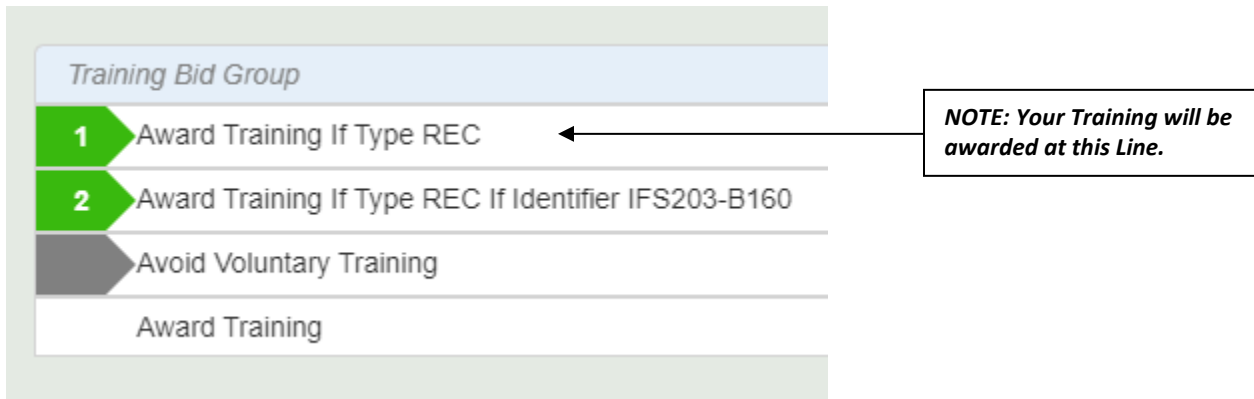 Training Bid Group
1 Award Training If Type REC
NOTE: Your Training will be
awarded at this Line.
2 Award Training If Type REC If Identifier IFS203-B160
Avoid Voluntary Training
Award Training